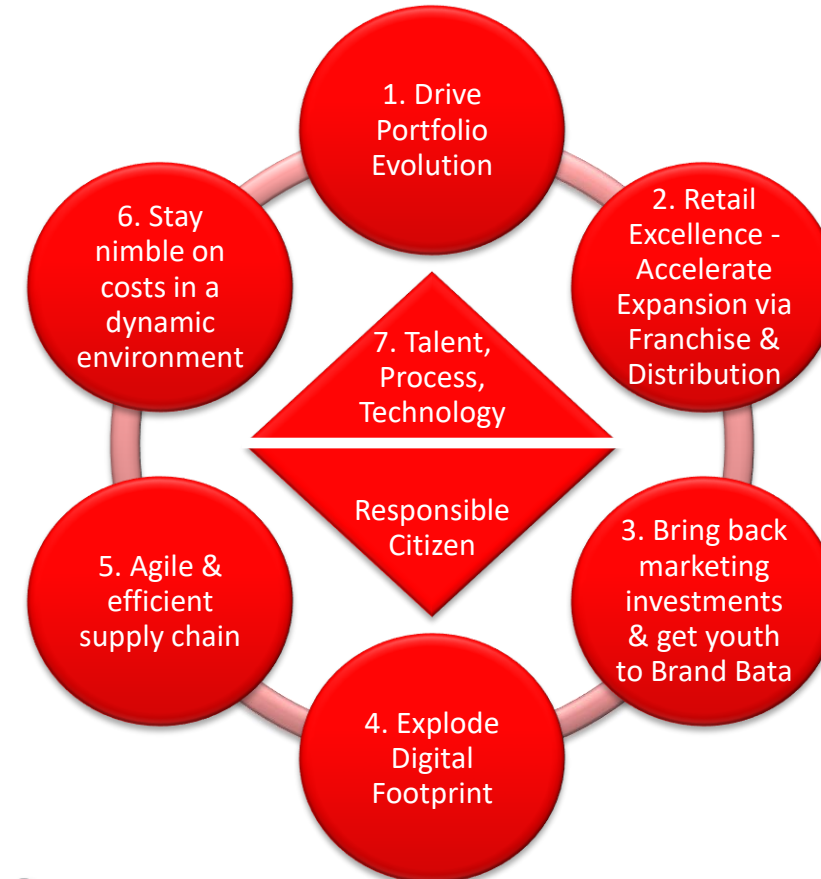 1. Drive
Portfolio
Evolution
2. Retail
Excellence -
Accelerate
Expansion via
Franchise &
Distribution
3. Bring back
marketing
investments
& get youth
to Brand Bata
4. Explode
Digital
Footprint
5. Agile &
efficient
supply chain
6. Stay
nimble on
costs in a
dynamic
environment
7. Talent,
Process,
Technology
Responsible
Citizen